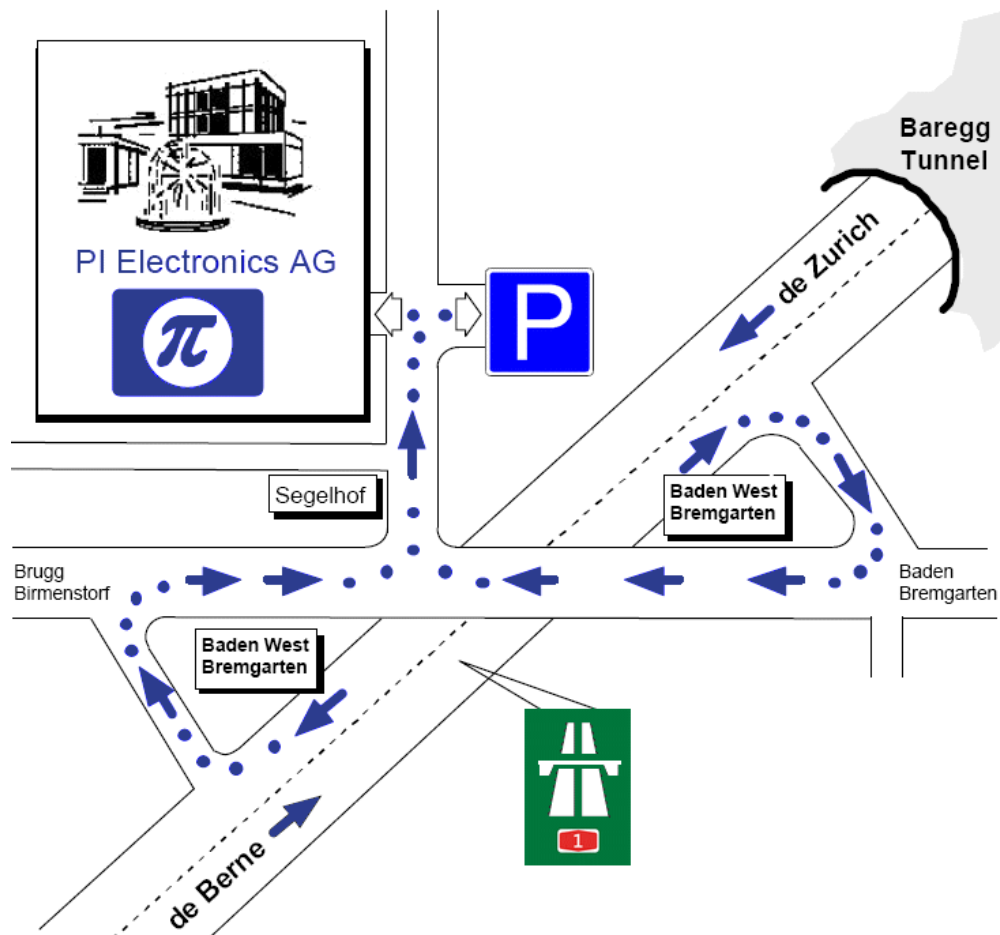 Baregg
Tunnel
de Zurich
PI Electronics AG
π
P
Segelhof
Baden West
Bremgarten
Brugg
Birmenstorf
Baden
Bremgarten
Baden West
Bremgarten
1
de Berne